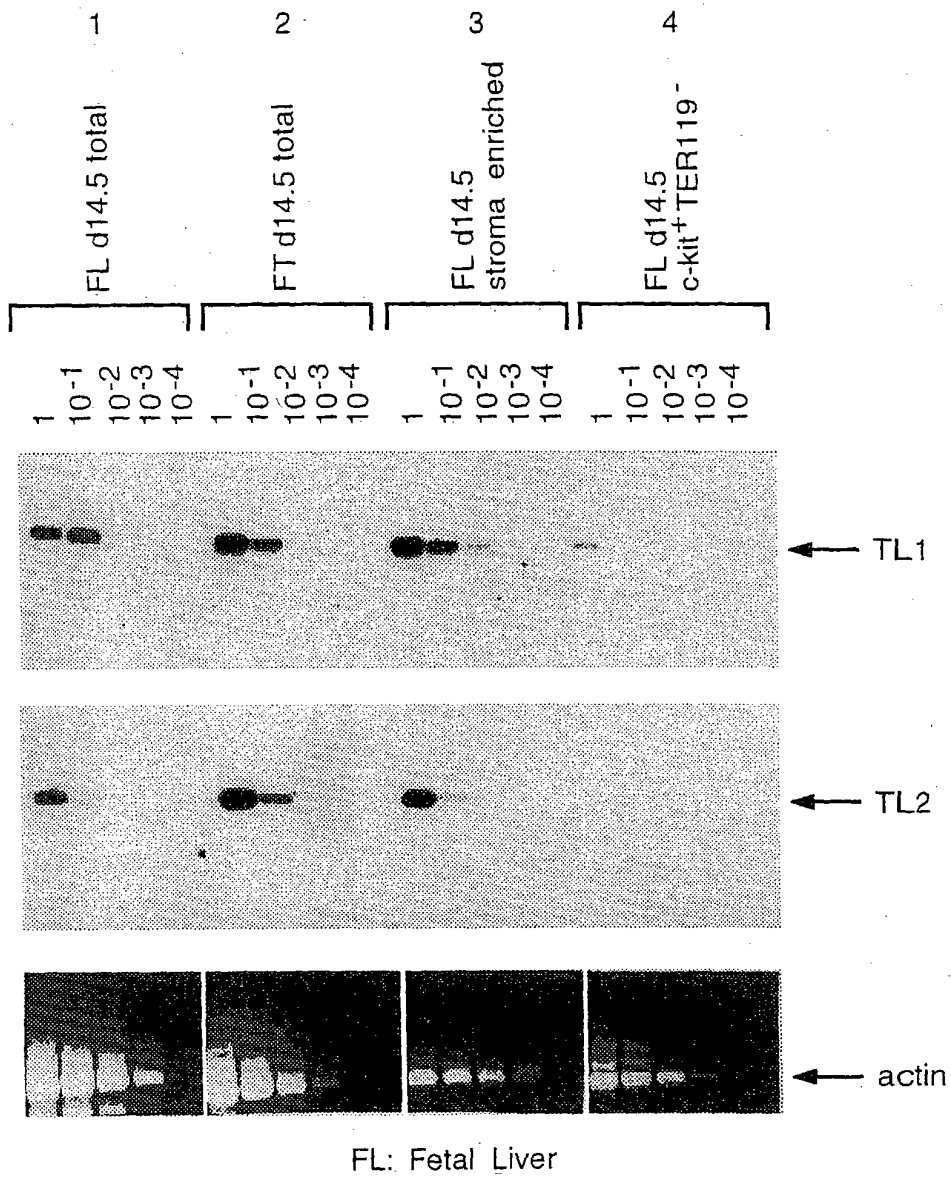 1 2 3 4
FL d14.5 total
FT d14.5 total
FL d14.5
stroma enriched
FL d14.5
c-kit⁺TER119⁻
1 10⁻¹ 10⁻² 10⁻³ 10⁻⁴ 1 10⁻¹ 10⁻² 10⁻³ 10⁻⁴ 1 10⁻¹ 10⁻² 10⁻³ 10⁻⁴ 1 10⁻¹ 10⁻² 10⁻³ 10⁻⁴
TL1
TL2
actin
FL: Fetal Liver